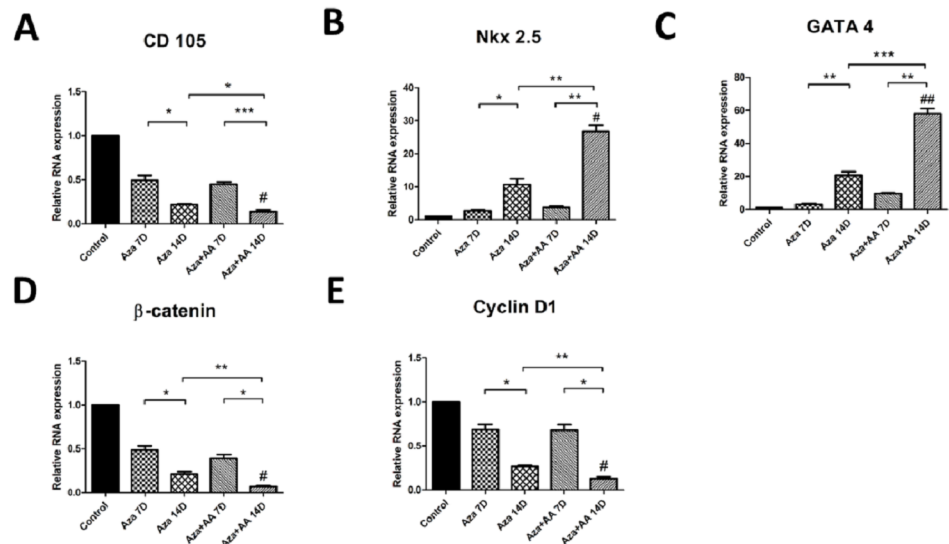 A
CD 105
Relative RNA expression
1.5
1.0
0.5
0.0
*
*
***
#
Control
Aza 7D
Aza 14D
Aza+AA 7D
Aza+AA 14D
B
Nkx 2.5
Relative RNA expression
40
30
20
10
0
**
*
**
#
Control
Aza 7D
Aza 14D
Aza+AA 7D
Aza+AA 14D
C
GATA 4
Relative RNA expression
80
60
40
20
0
***
**
**
##
Control
Aza 7D
Aza 14D
Aza+AA 7D
Aza+AA 14D
D
β-catenin
Relative RNA expression
1.5
1.0
0.5
0.0
**
*
*
#
Control
Aza 7D
Aza 14D
Aza+AA 7D
Aza+AA 14D
E
Cyclin D1
Relative RNA expression
1.5
1.0
0.5
0.0
**
*
*
#
Control
Aza 7D
Aza 14D
Aza+AA 7D
Aza+AA 14D